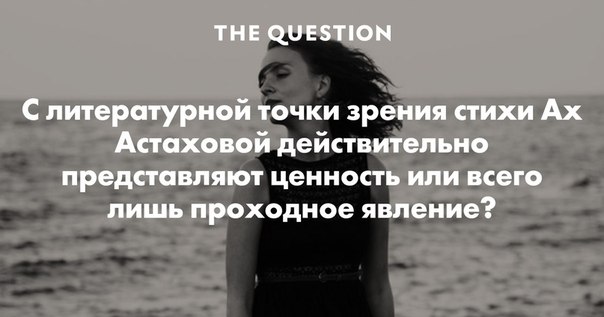 THE QUESTION
С литературной точки зрения стихи Ах
Астаховой действительно
представляют ценность или всего
лишь проходное явление?